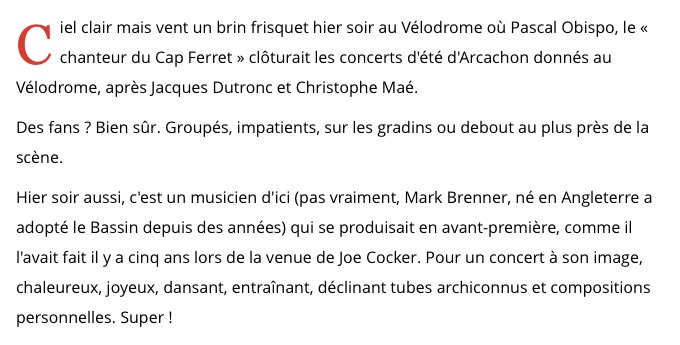 Ciel clair mais vent un brin frisquet hier soir au Vélodrome où Pascal Obispo, le «
chanteur du Cap Ferret » clôturait les concerts d'été d'Arcachon donnés au
Vélodrome, après Jacques Dutronc et Christophe Maé.
Des fans ? Bien sûr. Groupés, impatients, sur les gradins ou debout au plus près de la
scène.
Hier soir aussi, c'est un musicien d'ici (pas vraiment, Mark Brenner, né en Angleterre a
adopté le Bassin depuis des années) qui se produisait en avant-première, comme il
l'avait fait il y a cinq ans lors de la venue de Joe Cocker. Pour un concert à son image,
chaleureux, joyeux, dansant, entraînant, déclinant tubes archiconnus et compositions
personnelles. Super !